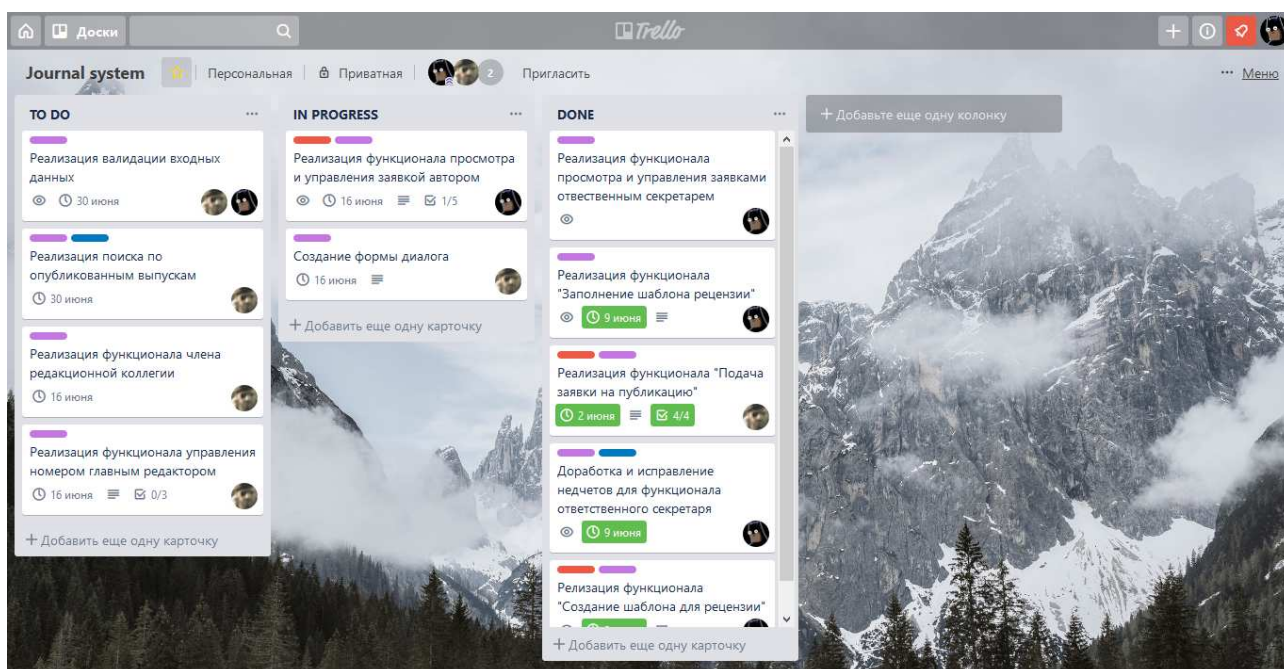 Доски
Trello
Journal system
Персональная
Приватная
2
Пригласить
Меню
TO DO
Реализация валидации входных
данных
30 июня
Реализация поиска по
опубликованным выпускам
30 июня
Реализация функционала члена
редакционной коллегии
16 июня
Реализация функционала управления
номером главным редактором
16 июня
0/3
Добавить еще одну карточку
IN PROGRESS
Реализация функционала просмотра
и управления заявкой автором
16 июня
1/5
Создание формы диалога
16 июня
Добавить еще одну карточку
DONE
Реализация функционала
просмотра и управления заявками
отвественным секретарем
Реализация функционала
"Заполнение шаблона рецензии"
9 июня
Реализация функционала "Подача
заявки на публикацию"
2 июня
4/4
Доработка и исправление
недчетов для функционала
ответственного секретаря
9 июня
Релизация функционала
"Создание шаблона для рецензии"
Добавить еще одну карточку
Добавьте еще одну колонку